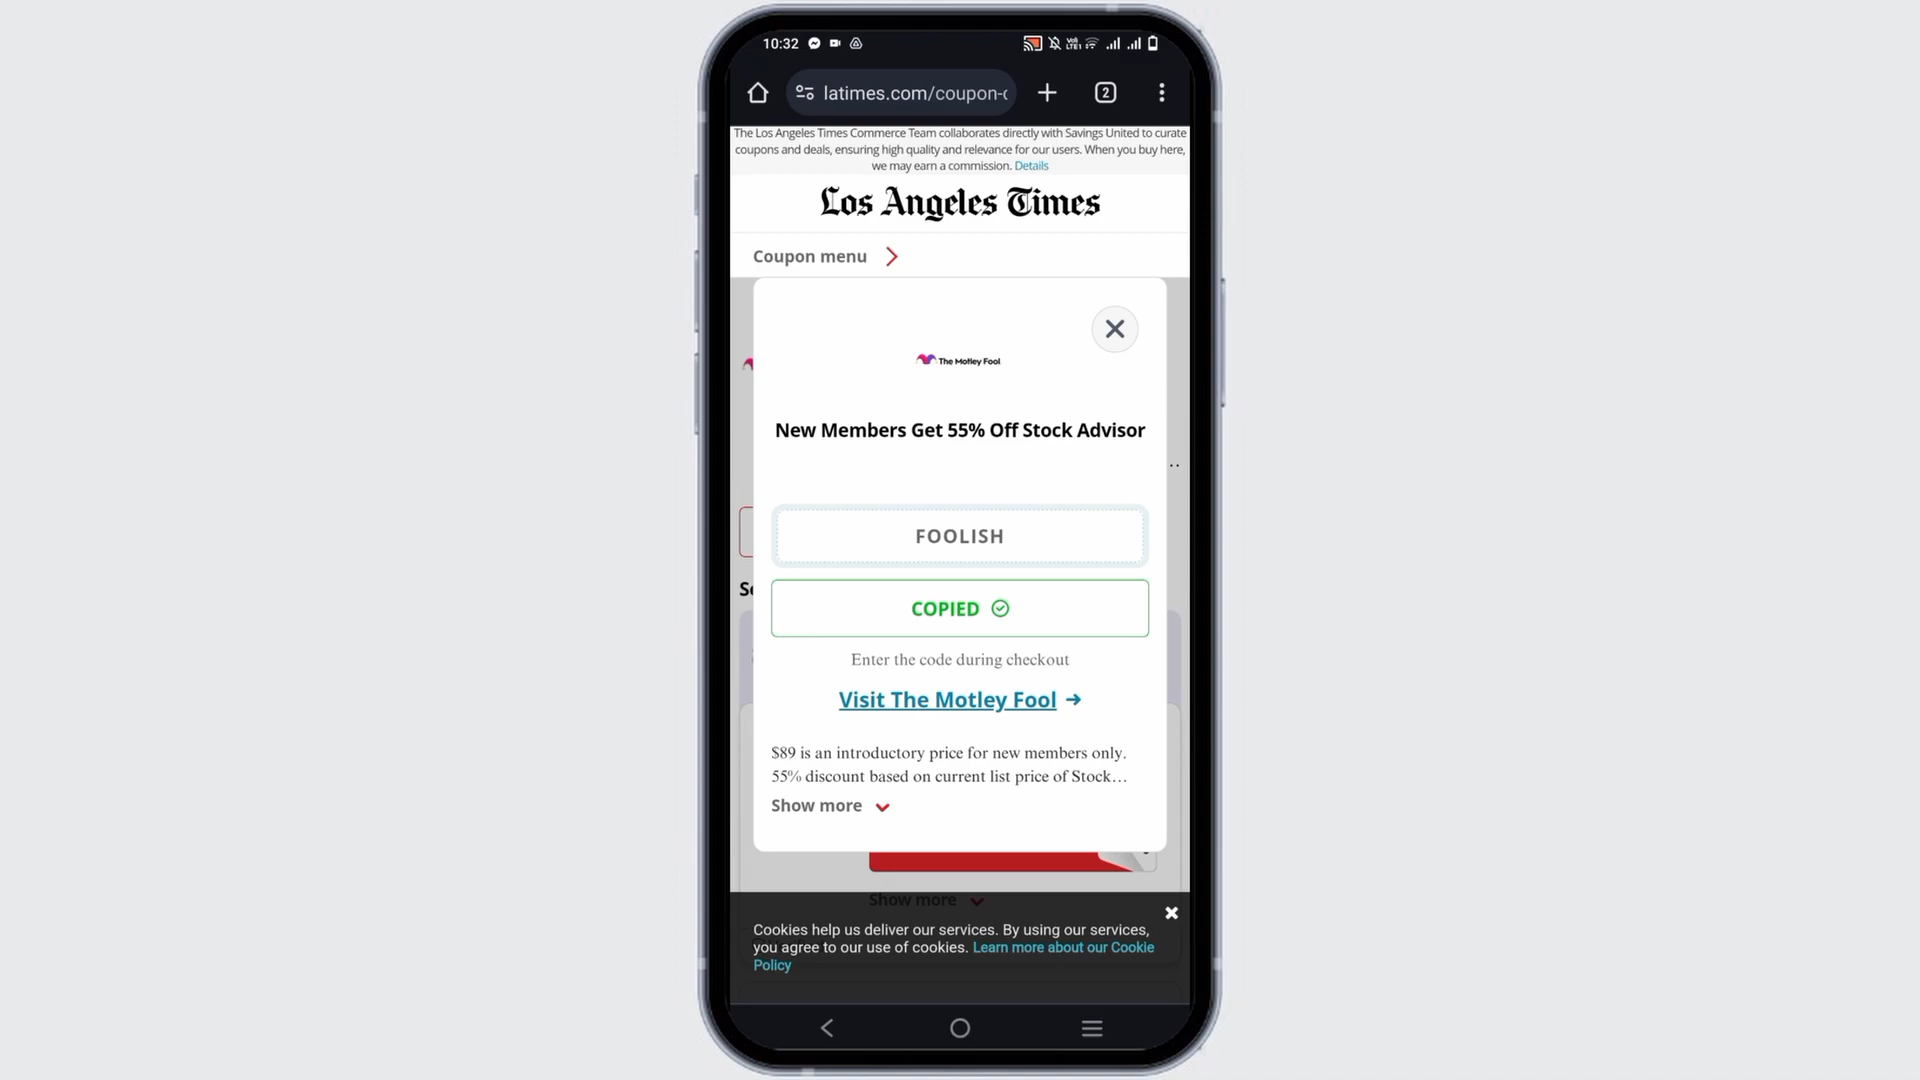 10:32
latimes.com/coupon-c
2
The Los Angeles Times Commerce Team collaborates directly with Savings United to curate
coupons and deals, ensuring high quality and relevance for our users. When you buy here,
we may earn a commission. Details
Los Angeles Times
Coupon menu
The Motley Fool
New Members Get 55% Off Stock Advisor
FOOLISH
COPIED
Enter the code during checkout
Visit The Motley Fool →
$89 is an introductory price for new members only.
55% discount based on current list price of Stock...
Show more
Show more
Cookies help us deliver our services. By using our services,
you agree to our use of cookies. Learn more about our Cookie
Policy